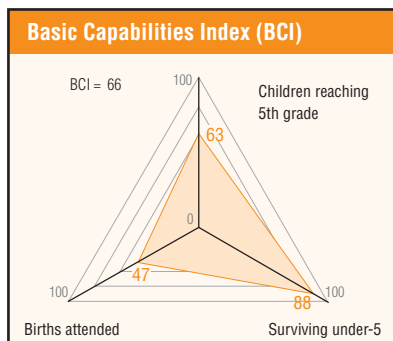 Basic Capabilities Index (BCI)
BCI = 66
100
Children reaching
5th grade
63
0
47
100
88
100
Births attended
Surviving under-5